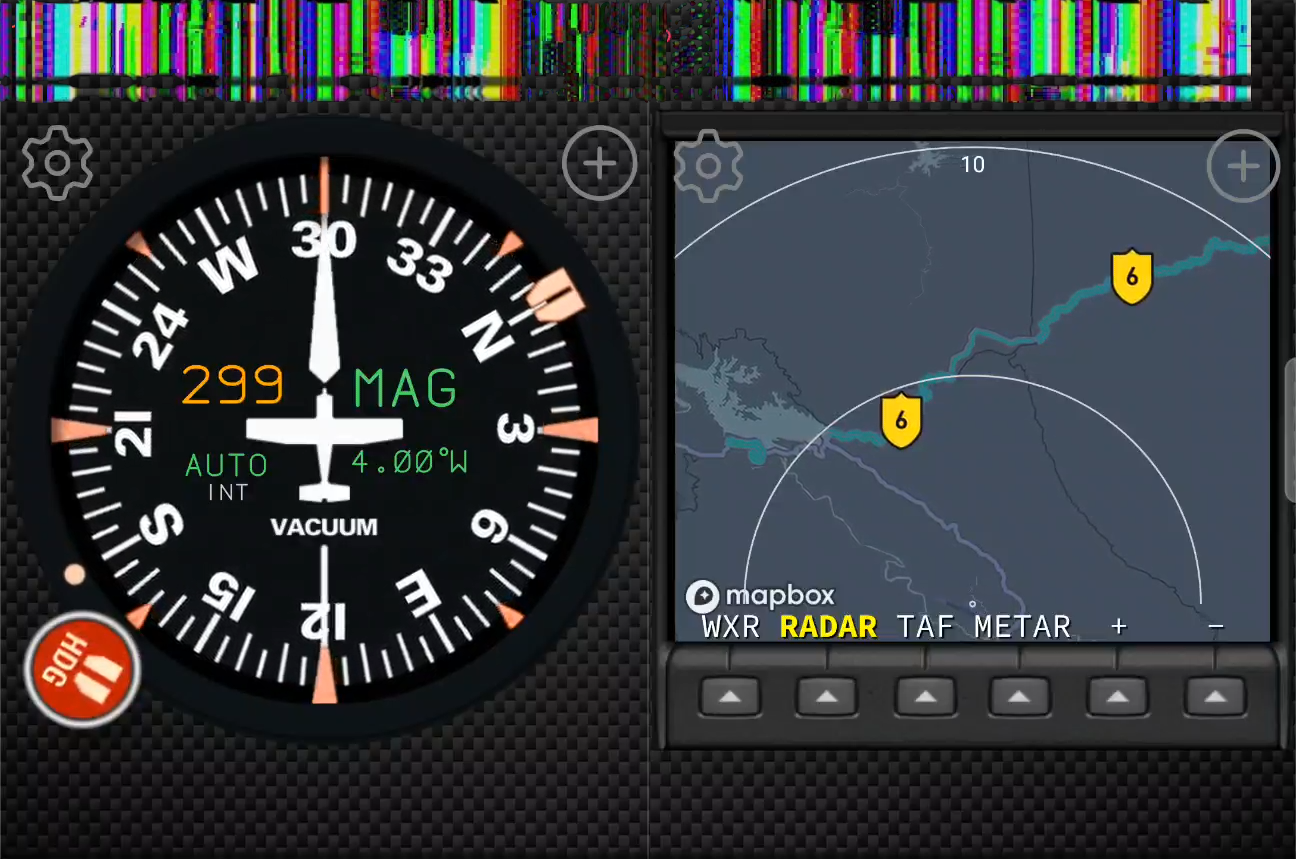 30
33
N
3
6
E
12
15
S
21
24
W
299 MAG
AUTO 4.00°W
INT
VACUUM
HDG
10
6
6
mapbox
WXR RADAR TAF METAR + -